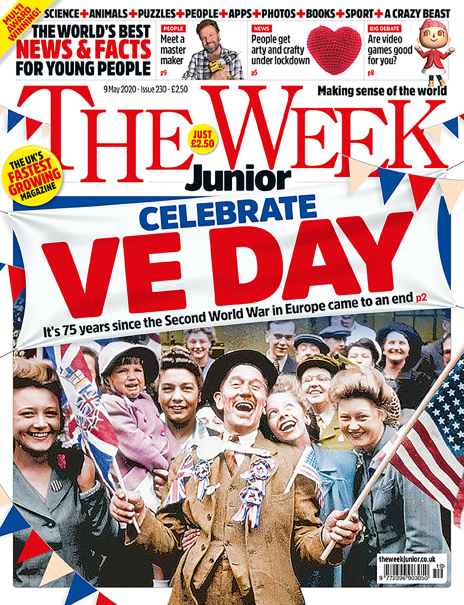 MULTI
AWARD-
WINNING!
SCIENCE+ANIMALS+PUZZLES+PEOPLE+APPS+PHOTOS+BOOKS+SPORT+A CRAZY BEAST
THE WORLD'S BEST
NEWS & FACTS
FOR YOUNG PEOPLE
PEOPLE
Meet a
master
maker
p9
NEWS
People get
arty and crafty
under lockdown
p5
BIG DEBATE
Are video
games good
for you?
p8
9 May 2020 • Issue 230 • £2.50
Making sense of the world
THE WEEK
Junior
JUST
£2.50
THE UK'S
FASTEST
GROWING
MAGAZINE
CELEBRATE
VE DAY
It's 75 years since the Second World War in Europe came to an end p2
theweekjunior.co.uk
19
9 772396 903050